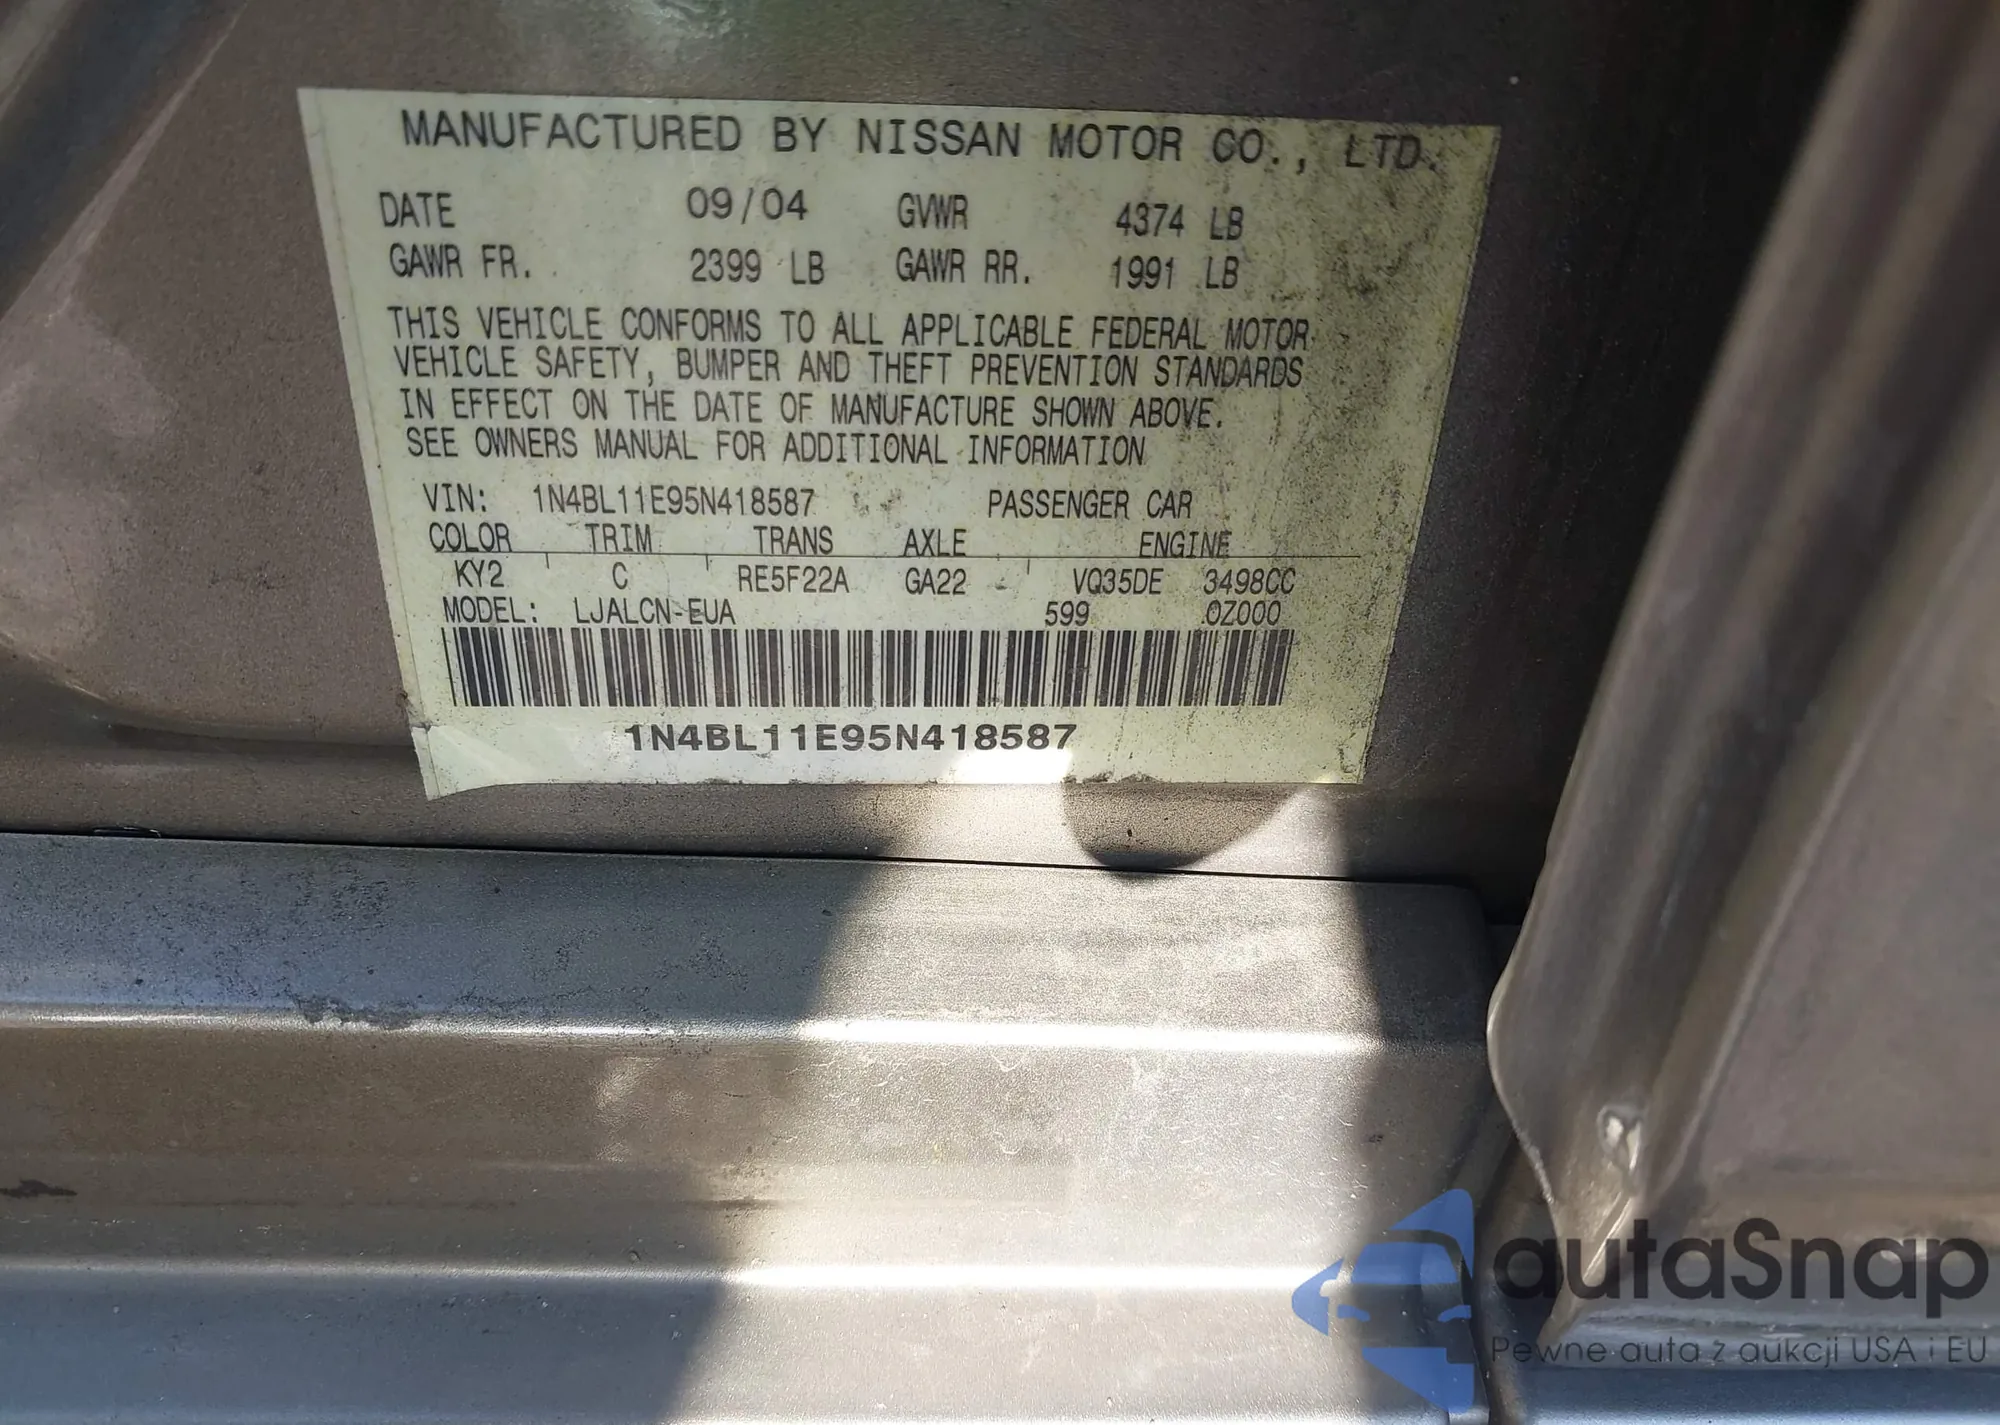 MANUFACTURED BY NISSAN MOTOR CO., LTD.
DATE 09/04 GVWR 4374 LB
GAWR FR. 2399 LB GAWR RR. 1991 LB
THIS VEHICLE CONFORMS TO ALL APPLICABLE FEDERAL MOTOR
VEHICLE SAFETY, BUMPER AND THEFT PREVENTION STANDARDS
IN EFFECT ON THE DATE OF MANUFACTURE SHOWN ABOVE.
SEE OWNERS MANUAL FOR ADDITIONAL INFORMATION
VIN: 1N4BL11E95N418587 PASSENGER CAR
COLOR TRIM TRANS AXLE ENGINE
KY2 C RE5F22A GA22 VQ35DE 3498CC
MODEL: LJALCN-EUA 599 0Z000
1N4BL11E95N418587
autaSnap
Pewne auta z aukcji USA i EU